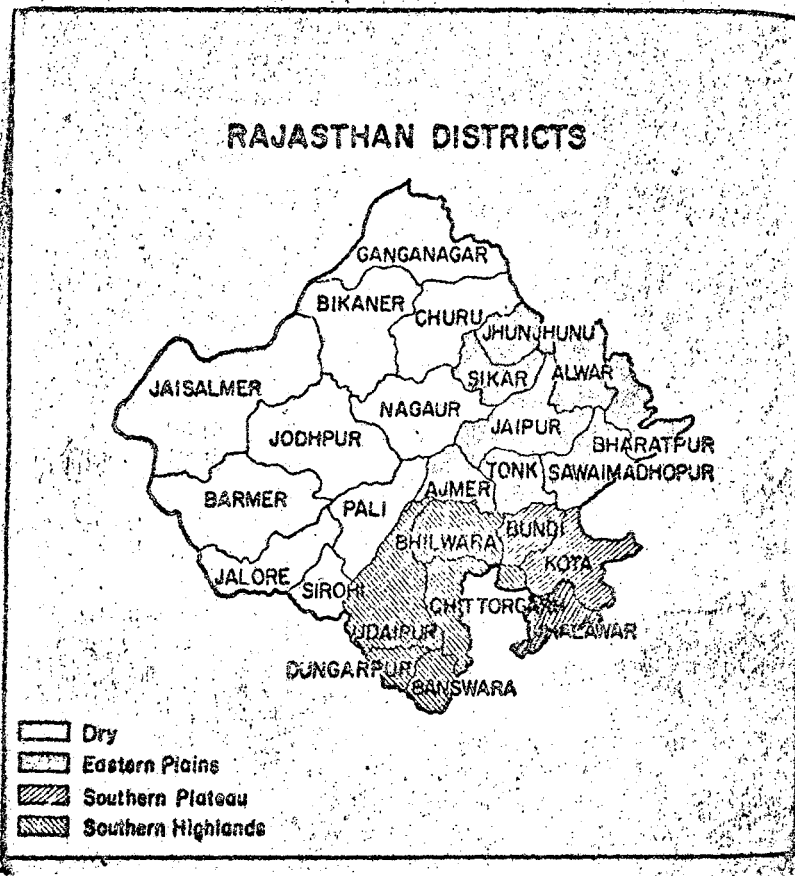 RAJASTHAN DISTRICTS
GANGANAGAR
BIKANER
CHURU
JHUNJHUNU
JAISALMER
SIKAR
ALWAR
NAGAUR
JAIPUR
JODHPUR
BHARATPUR
TONK
SAWAIMADHOPUR
BARMER
AJMER
PALI
BUNDI
BHILWARA
KOTA
JALORE
SIROHI
CHITTORGARH
UDAIPUR
JHALAWAR
DUNGARPUR
BANSWARA
Dry
Eastern Plains
Southern Plateau
Southern Highlands